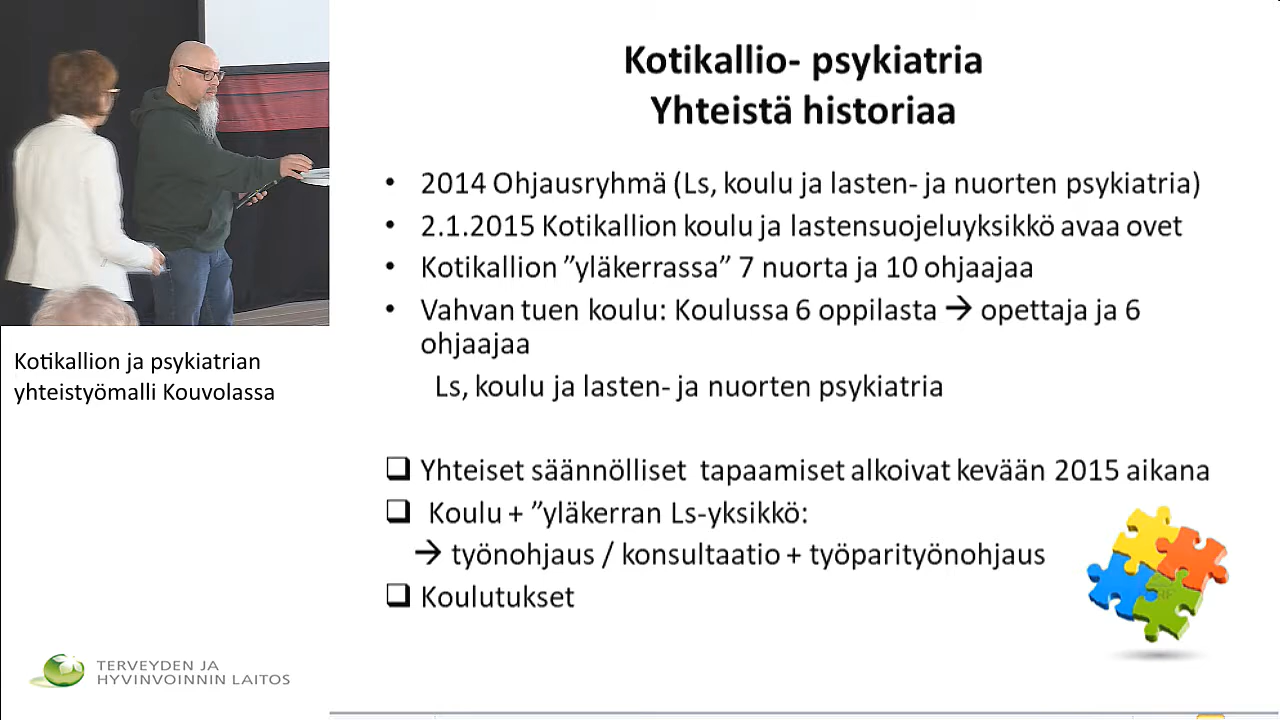 Kotikallio- psykiatria
Yhteistä historiaa
• 2014 Ohjausryhmä (Ls, koulu ja lasten- ja nuorten psykiatria)
• 2.1.2015 Kotikallion koulu ja lastensuojeluyksikkö avaa ovet
• Kotikallion ”yläkerrassa” 7 nuorta ja 10 ohjaajaa
• Vahvan tuen koulu: Koulussa 6 oppilasta → opettaja ja 6
ohjaajaa
Ls, koulu ja lasten- ja nuorten psykiatria
❑ Yhteiset säännölliset tapaamiset alkoivat kevään 2015 aikana
❑ Koulu + ”yläkerran Ls-yksikkö:
→ työnohjaus / konsultaatio + työparityönohjaus
❑ Koulutukset
Kotikallion ja psykiatrian
yhteistyömalli Kouvolassa
TERVEYDEN JA
HYVINVOINNIN LAITOS